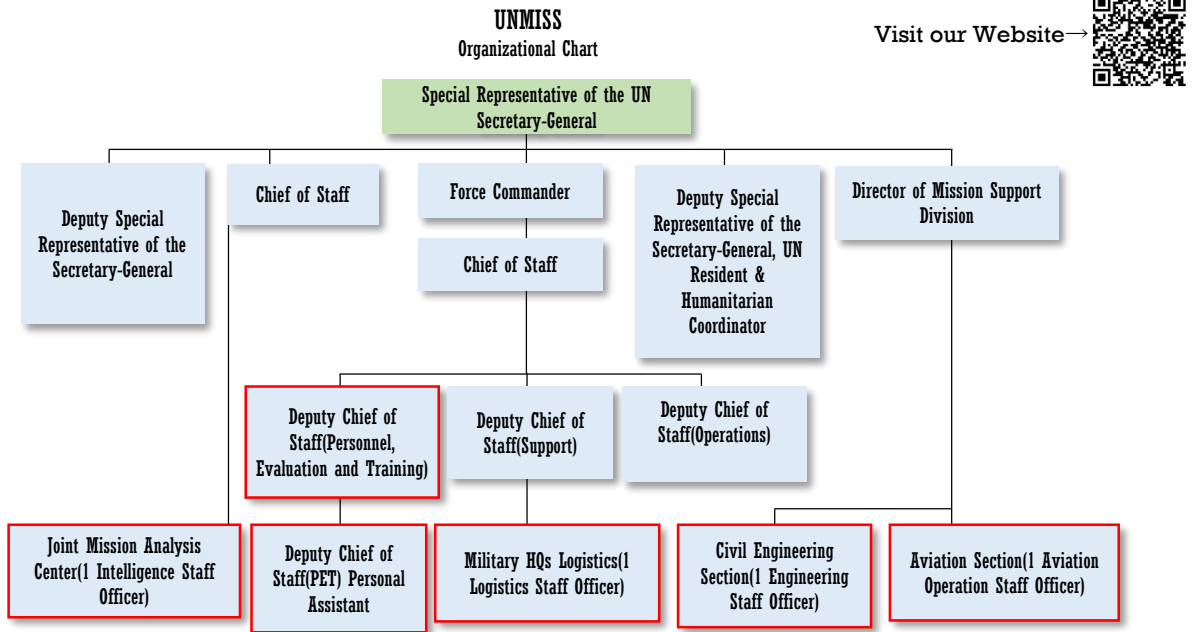 UNMISS
Organizational Chart
Visit our Website→
Special Representative of the UN
Secretary-General
Deputy Special
Representative of the
Secretary-General
Chief of Staff
Force Commander
Deputy Special
Representative of the
Secretary-General, UN
Resident &
Humanitarian
Coordinator
Director of Mission Support
Division
Chief of Staff
Deputy Chief of
Staff(Personnel,
Evaluation and Training)
Deputy Chief of
Staff(Support)
Deputy Chief of
Staff(Operations)
Joint Mission Analysis
Center(1 Intelligence Staff
Officer)
Deputy Chief of
Staff(PET) Personal
Assistant
Military HQs Logistics(1
Logistics Staff Officer)
Civil Engineering
Section(1 Engineering
Staff Officer)
Aviation Section(1 Aviation
Operation Staff Officer)